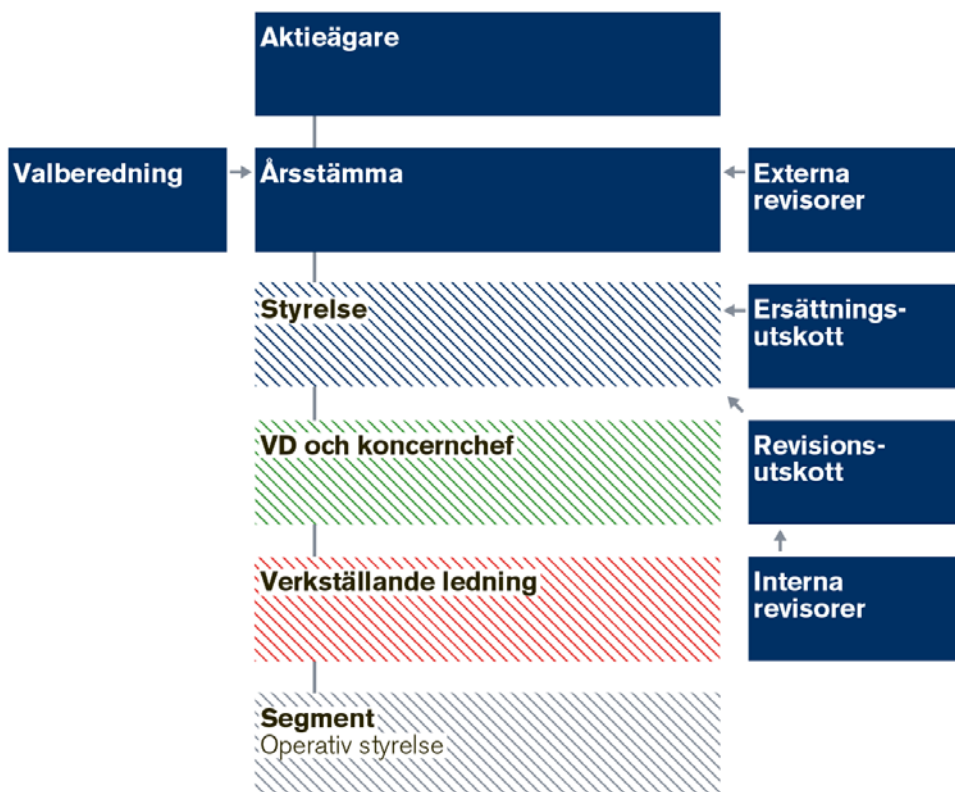 Aktieägare
Valberedning
Årsstämma
Externa
revisorer
Styrelse
Ersättnings-
utskott
VD och koncernchef
Revisions-
utskott
Verkställande ledning
Interna
revisorer
Segment
Operativ styrelse